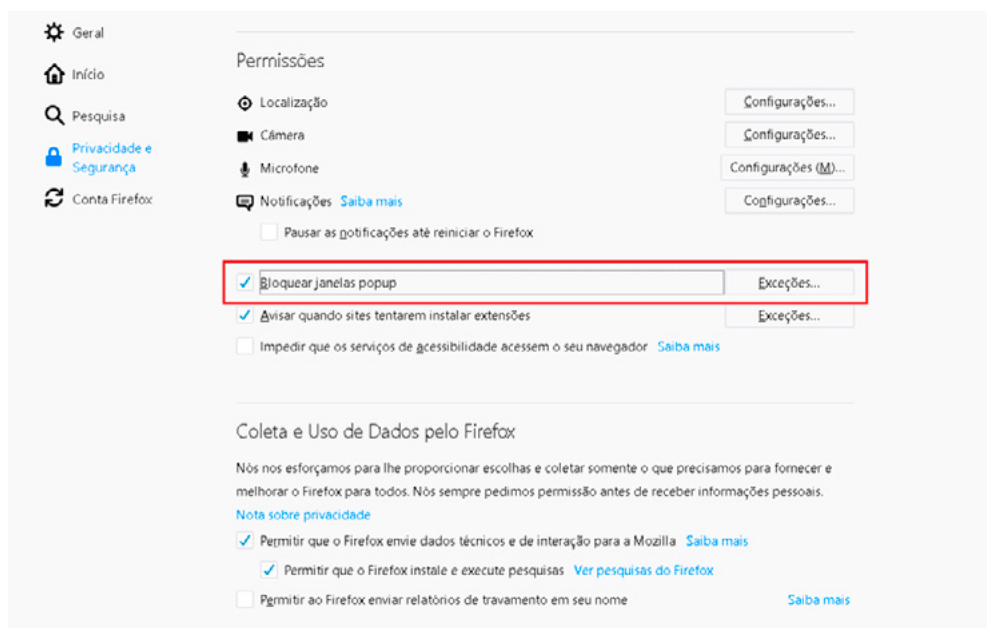 Geral
Início
Pesquisa
Privacidade e
Segurança
Conta Firefox
Permissões
Localização Configurações...
Câmera Configurações...
Microfone Configurações (M)...
Notificações Saiba mais Configurações...
Pausar as notificações até reiniciar o Firefox
Bloquear janelas popup Exceções...
Avisar quando sites tentarem instalar extensões Exceções...
Impedir que os serviços de acessibilidade acessem o seu navegador Saiba mais
Coleta e Uso de Dados pelo Firefox
Nós nos esforçamos para lhe proporcionar escolhas e coletar somente o que precisamos para fornecer e
melhorar o Firefox para todos. Nós sempre pedimos permissão antes de receber informações pessoais.
Nota sobre privacidade
Permitir que o Firefox envie dados técnicos e de interação para a Mozilla Saiba mais
Permitir que o Firefox instale e execute pesquisas Ver pesquisas do Firefox
Permitir ao Firefox enviar relatórios de travamento em seu nome Saiba mais